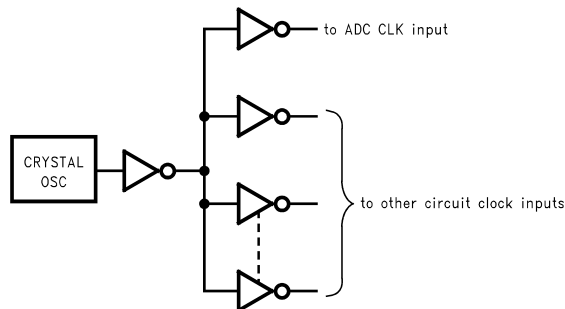 to ADC CLK input
CRYSTAL
OSC
to other circuit clock inputs